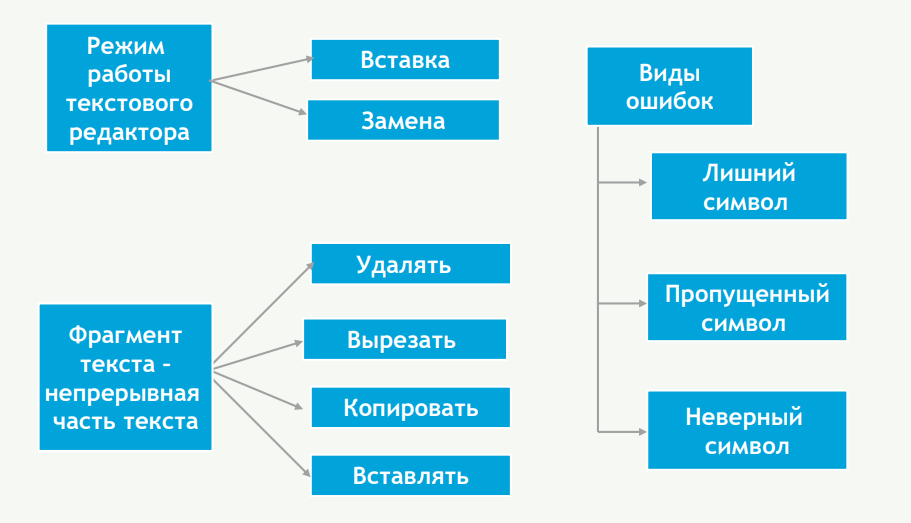 Режим
работы
текстового
редактора
Вставка
Замена
Фрагмент
текста -
непрерывная
часть текста
Удалять
Вырезать
Копировать
Вставлять
Виды
ошибок
Лишний
символ
Пропущенный
символ
Неверный
символ